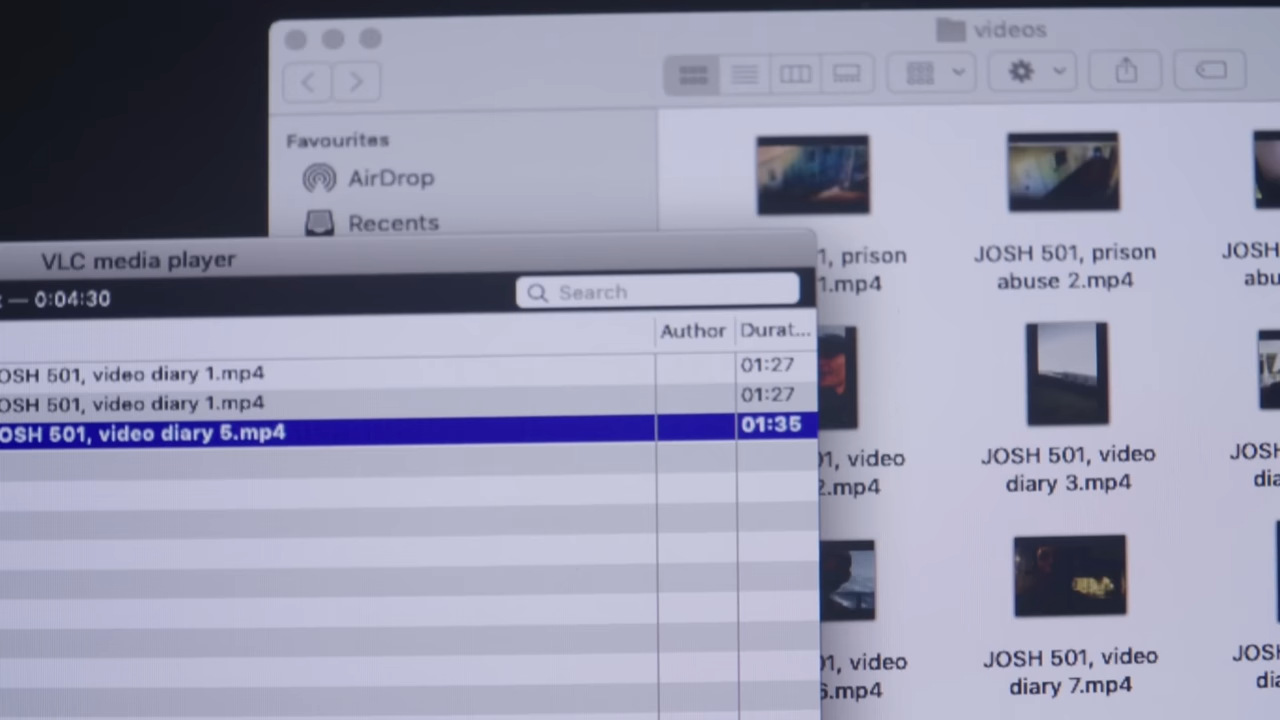 videos
Favourites
AirDrop
Recents
VLC media player
— 0:04:30
Search
Author Durat...
OSH 501, video diary 1.mp4 01:27
OSH 501, video diary 1.mp4 01:27
OSH 501, video diary 5.mp4 01:35
1, prison
1.mp4
JOSH 501, prison
abuse 2.mp4
JOSH
abu
1, video
2.mp4
JOSH 501, video
diary 3.mp4
JOSH
dia
1, video
6.mp4
JOSH 501, video
diary 7.mp4
JOSH
dia